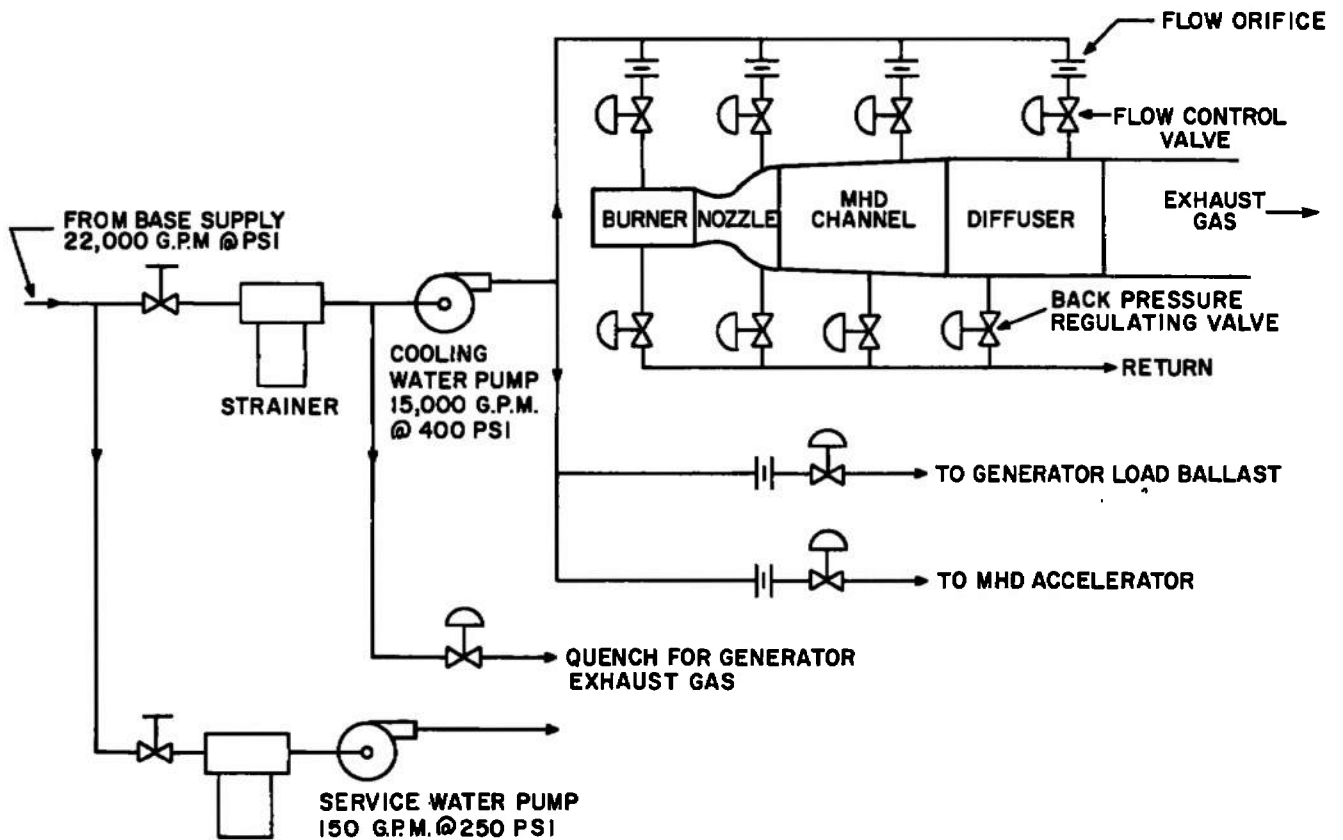 FLOW ORIFICE
FLOW CONTROL
VALVE
BURNER
NOZZLE
MHD
CHANNEL
DIFFUSER
EXHAUST
GAS
FROM BASE SUPPLY
22,000 G.P.M @ PSI
BACK PRESSURE
REGULATING VALVE
COOLING
WATER PUMP
15,000 G.P.M.
@ 400 PSI
STRAINER
RETURN
TO GENERATOR LOAD BALLAST
TO MHD ACCELERATOR
QUENCH FOR GENERATOR
EXHAUST GAS
SERVICE WATER PUMP
150 G.P.M. @ 250 PSI